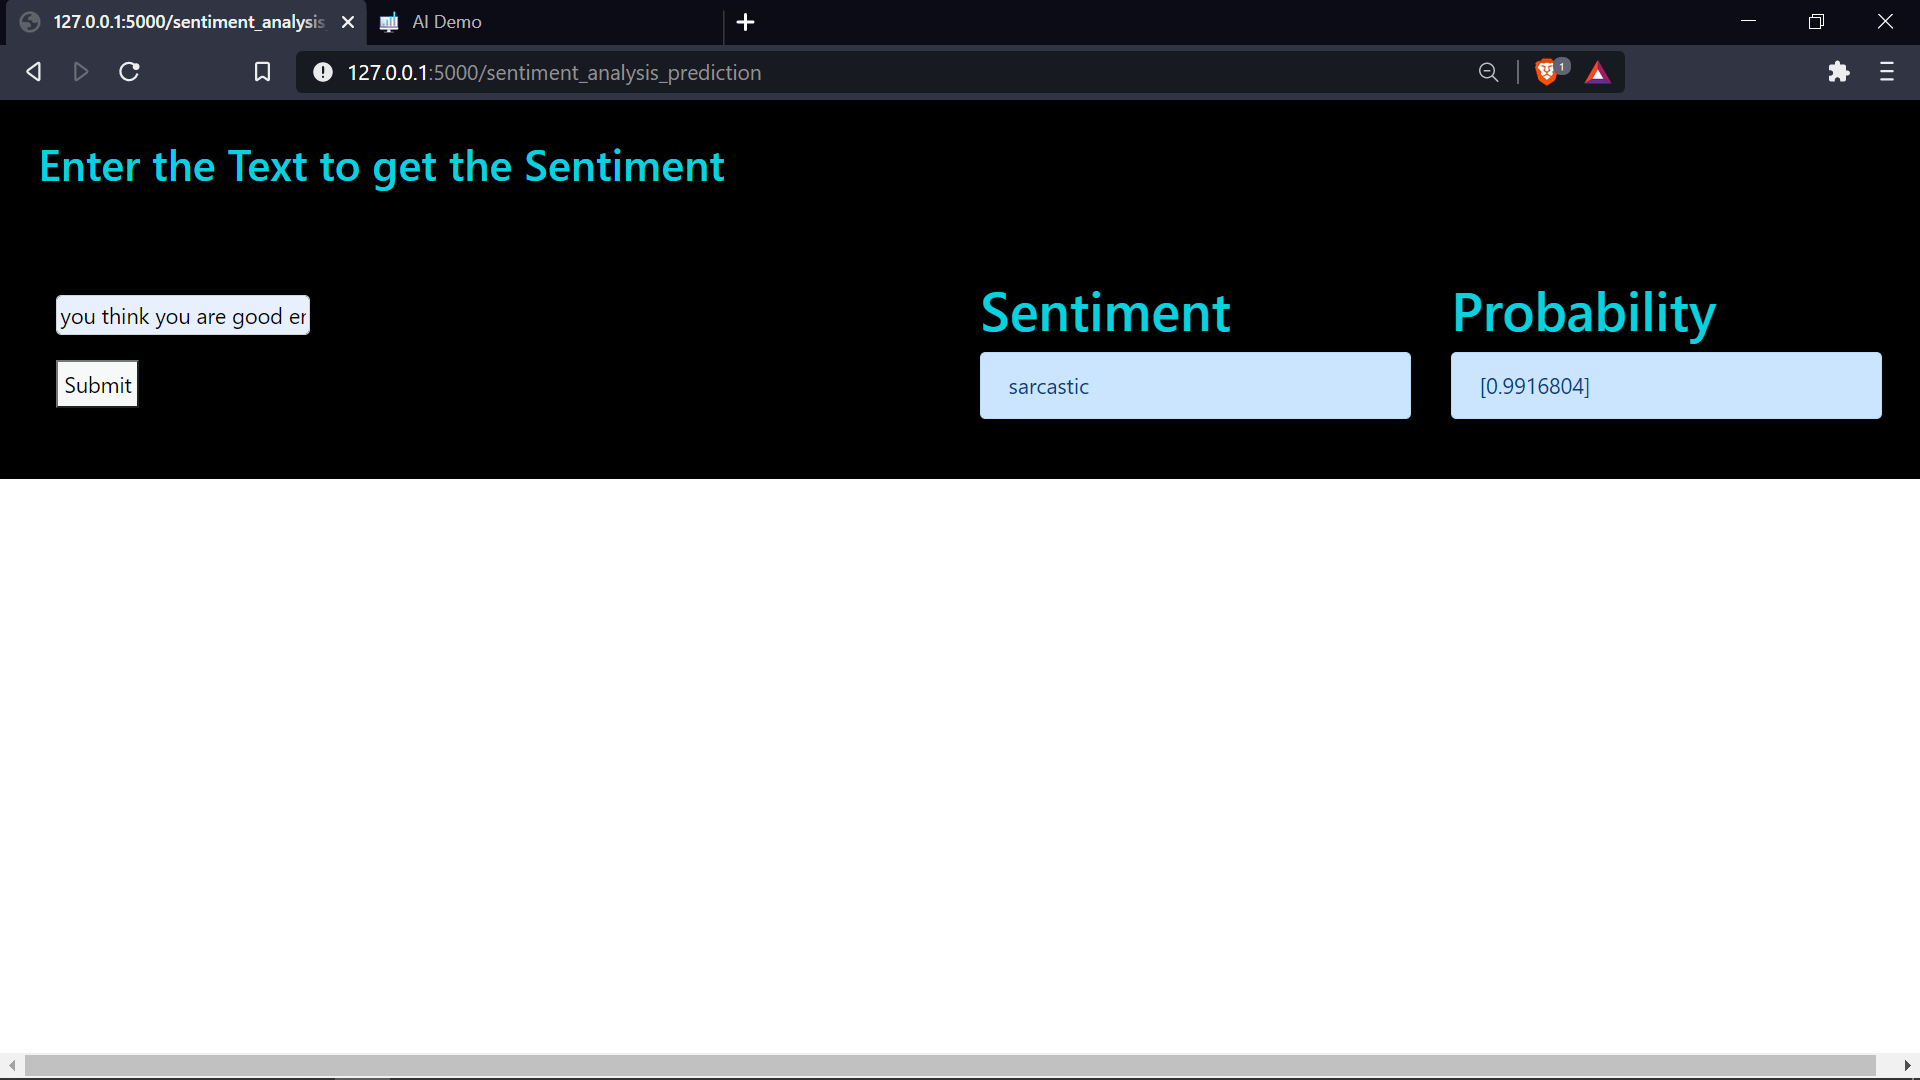 127.0.0.1:5000/sentiment_analysis
AI Demo
127.0.0.1:5000/sentiment_analysis_prediction
1
Enter the Text to get the Sentiment
you think you are good er
Submit
Sentiment
sarcastic
Probability
[0.9916804]